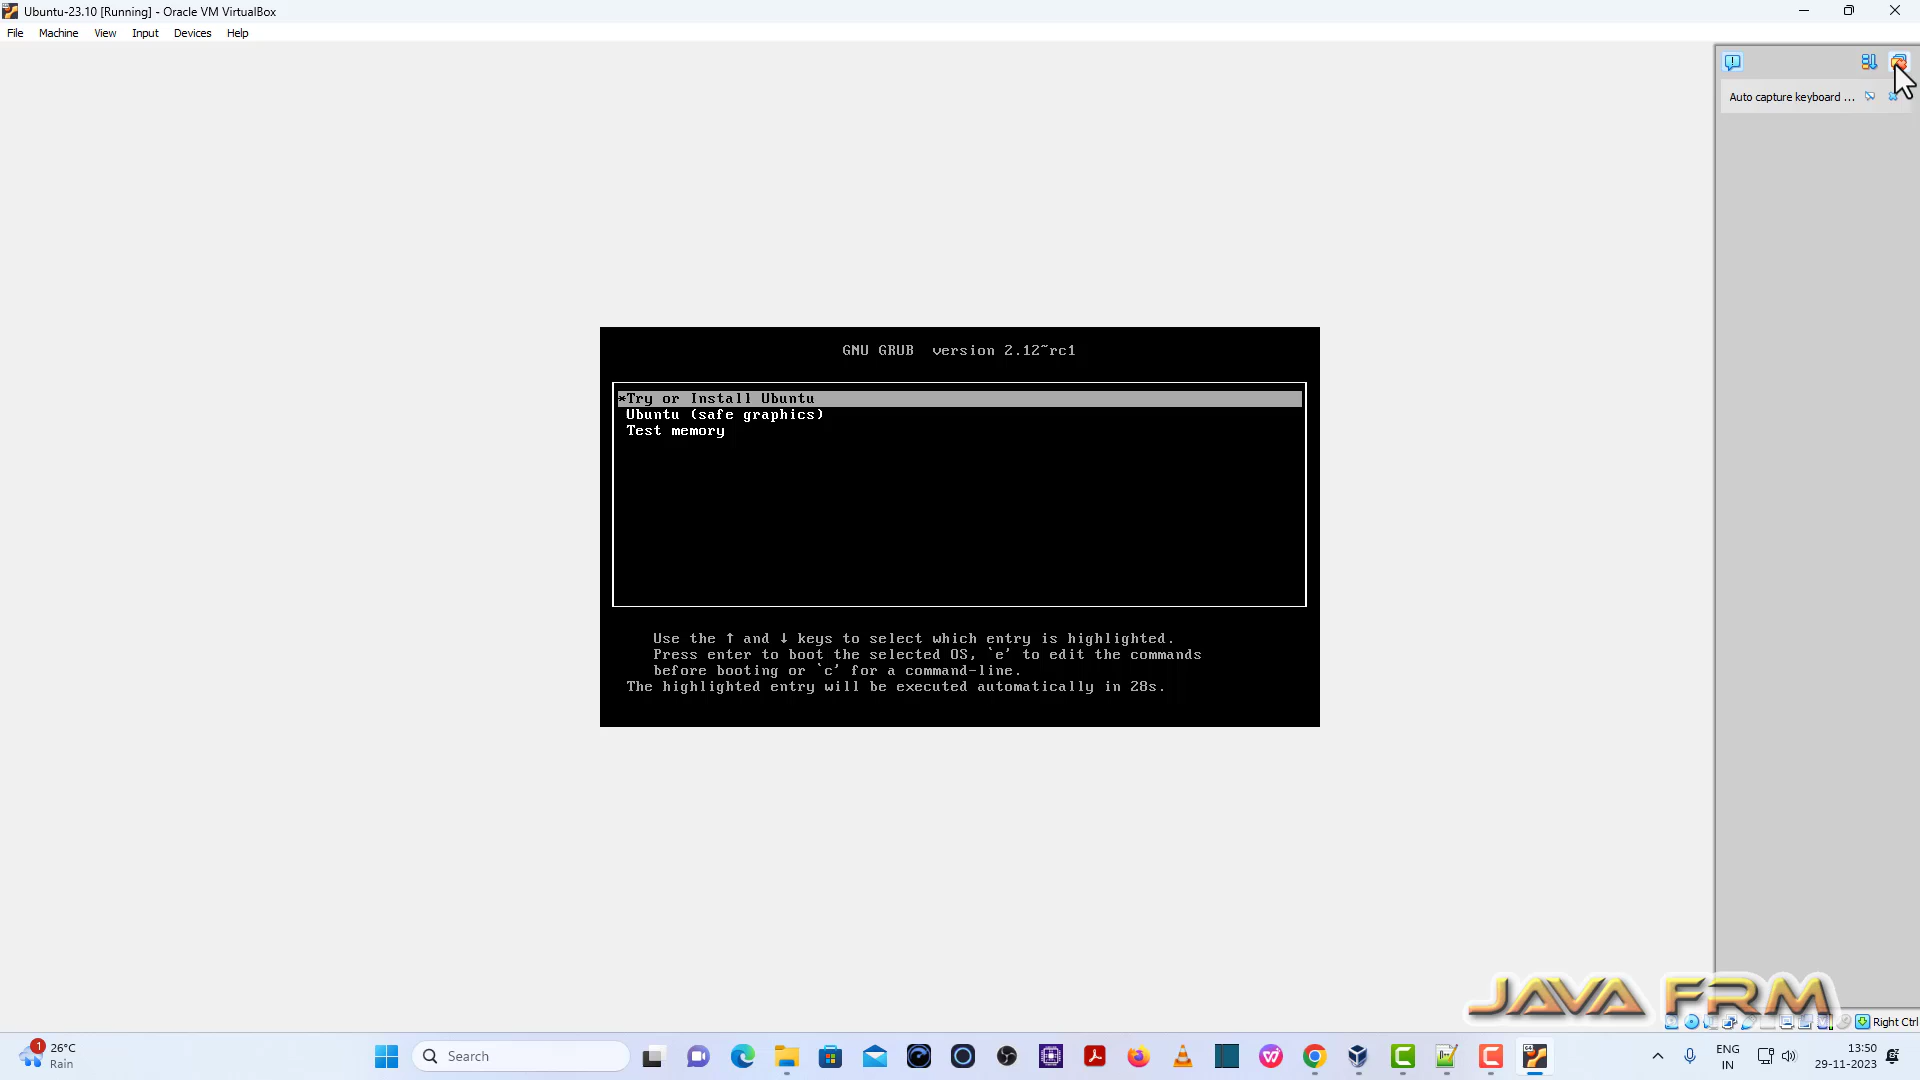 Ubuntu-23.10 [Running] - Oracle VM VirtualBox
File Machine View Input Devices Help
Auto capture keyboard ...
GNU GRUB version 2.12~rc1
*Try or Install Ubuntu
Ubuntu (safe graphics)
Test memory
Use the ↑ and ↓ keys to select which entry is highlighted.
Press enter to boot the selected OS, `e' to edit the commands
before booting or `c' for a command-line.
The highlighted entry will be executed automatically in 28s.
JAVA FRM
Right Ctrl
1
26°C
Rain
Search
ENG
IN
13:50
29-11-2023